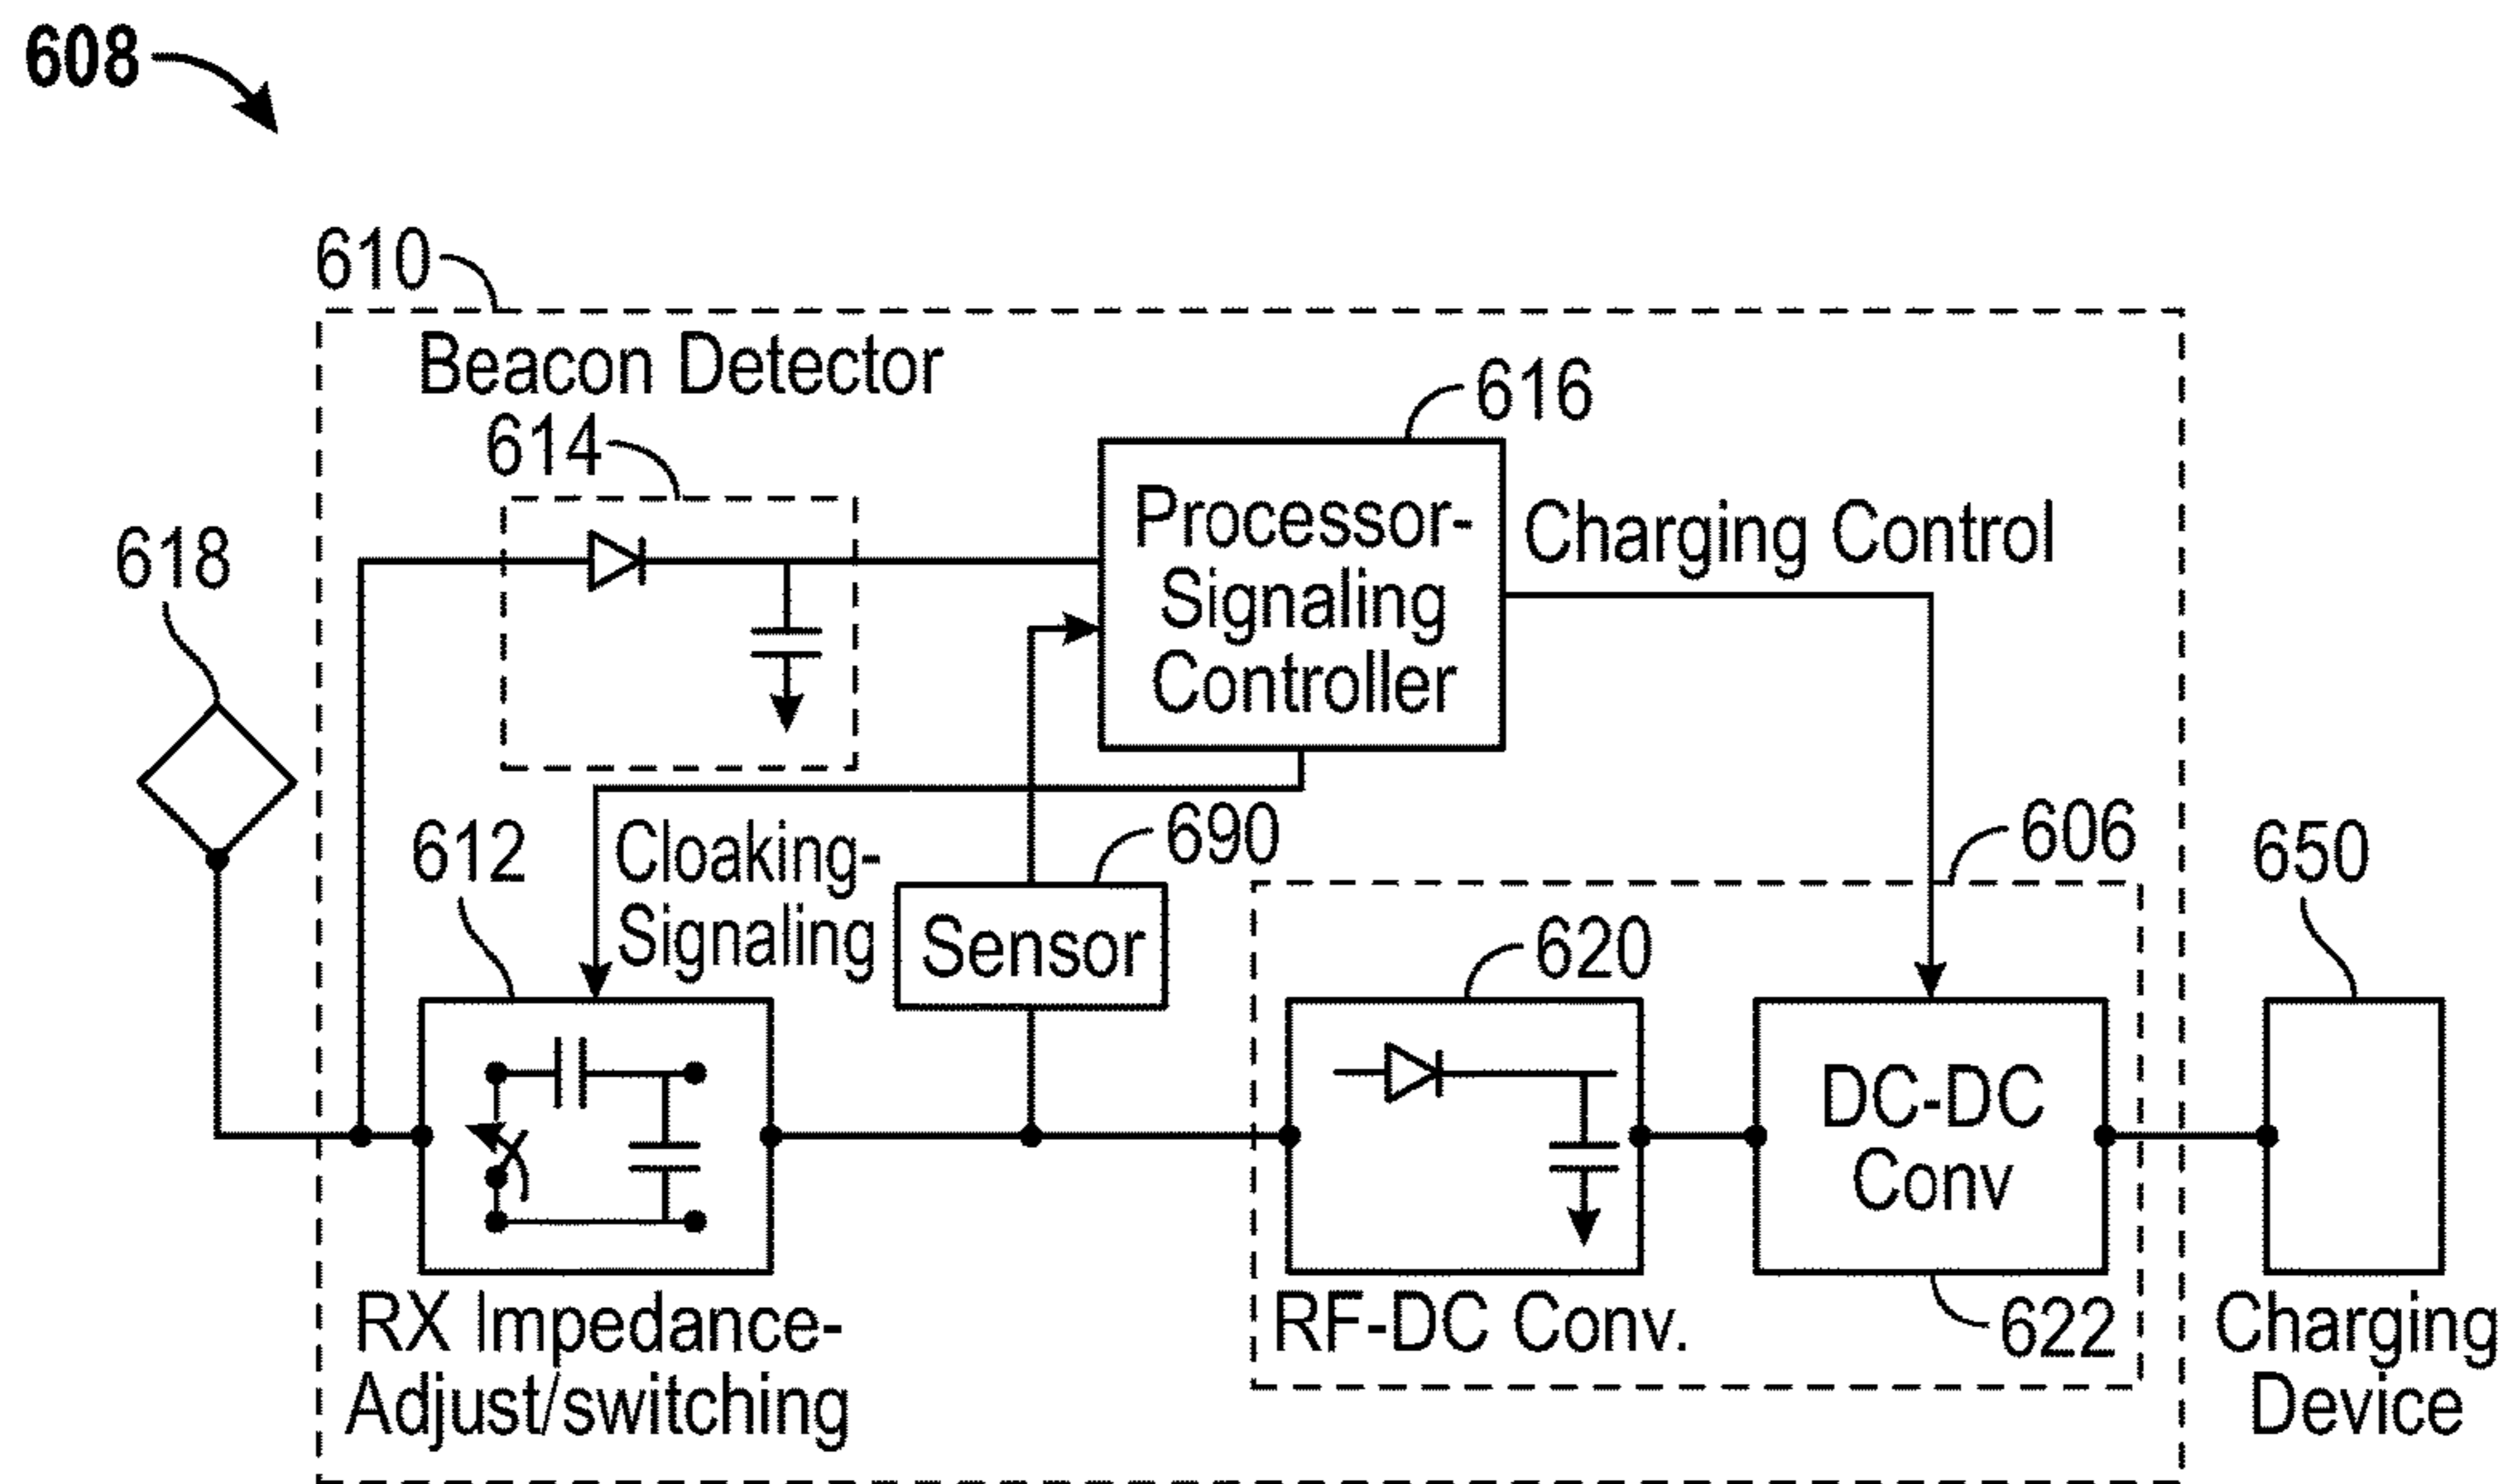 608
610
Beacon Detector
614
616
Processor-
Signaling
Controller
Charging Control
618
612
Cloaking-
Signaling
690
Sensor
606
650
620
DC-DC
Conv
RX Impedance-
Adjust/switching
RF-DC Conv.
622
Charging
Device